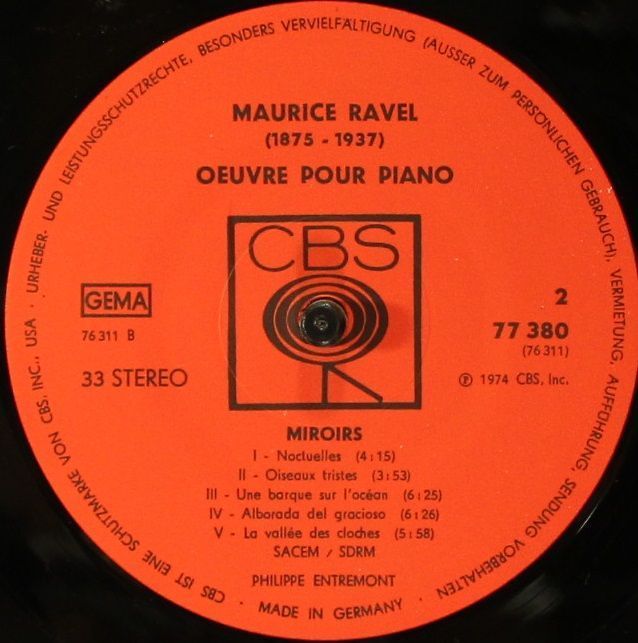 URHEBER- UND LEISTUNGSSCHUTZRECHTE, BESONDERS VERVIELFÄLTIGUNG (AUSSER ZUM PERSÖNLICHEN GEBRAUCH), VERMIETUNG, AUFFÜHRUNG, SENDUNG VORBEHALTEN
MAURICE RAVEL
(1875 - 1937)
OEUVRE POUR PIANO
CBS
GEMA
76 311 B
33 STEREO
2
77 380
(76 311)
Ⓟ 1974 CBS, Inc.
MIROIRS
I - Noctuelles (4:15)
II - Oiseaux tristes (3:53)
III - Une barque sur l'océan (6:25)
IV - Alborada del gracioso (6:26)
V - La vallée des cloches (5:58)
SACEM / SDRM
PHILIPPE ENTREMONT
· MADE IN GERMANY ·
CBS IST EINE SCHUTZMARKE VON CBS, INC., USA ·